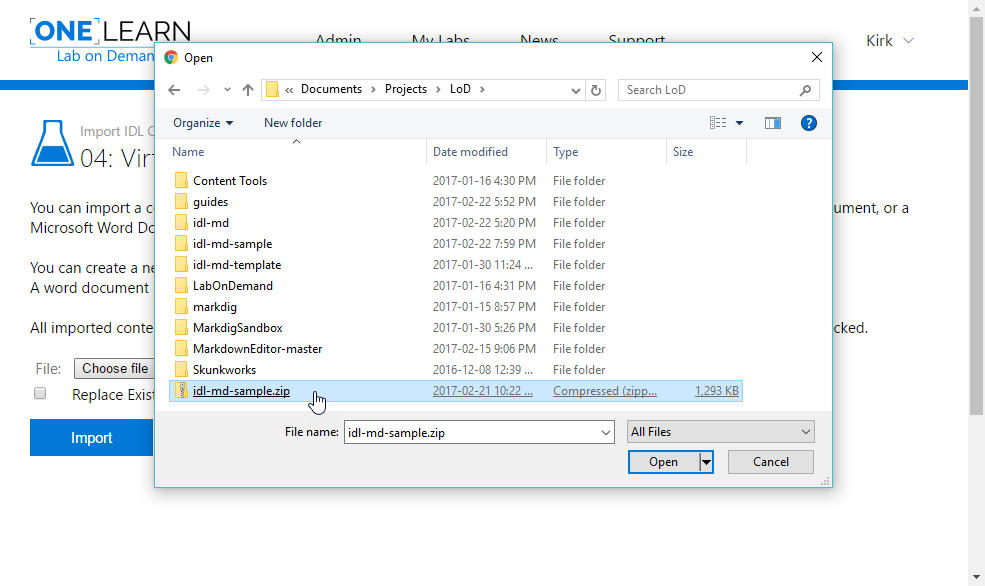 ONE LEARN
Lab on Deman
Admin My Labs News Support Kirk
Open
« Documents > Projects > LoD >
Search LoD
Organize New folder
?
Name Date modified Type Size
Content Tools 2017-01-16 4:30 PM File folder
guides 2017-02-22 5:52 PM File folder
idl-md 2017-02-22 5:20 PM File folder
idl-md-sample 2017-02-22 7:59 PM File folder
idl-md-template 2017-01-30 11:24 ... File folder
LabOnDemand 2017-01-16 4:31 PM File folder
markdig 2017-01-15 8:57 PM File folder
MarkdigSandbox 2017-01-30 5:26 PM File folder
MarkdownEditor-master 2017-02-15 9:06 PM File folder
Skunkworks 2016-12-08 12:39 ... File folder
idl-md-sample.zip 2017-02-21 10:22 ... Compressed (zipp... 1,293 KB
File name: idl-md-sample.zip All Files
Open Cancel
Import IDL C
04: Virt
You can import a c ument, or a
Microsoft Word Do
You can create a ne
A word document
All imported conte cked.
File: Choose file
Replace Exist
Import